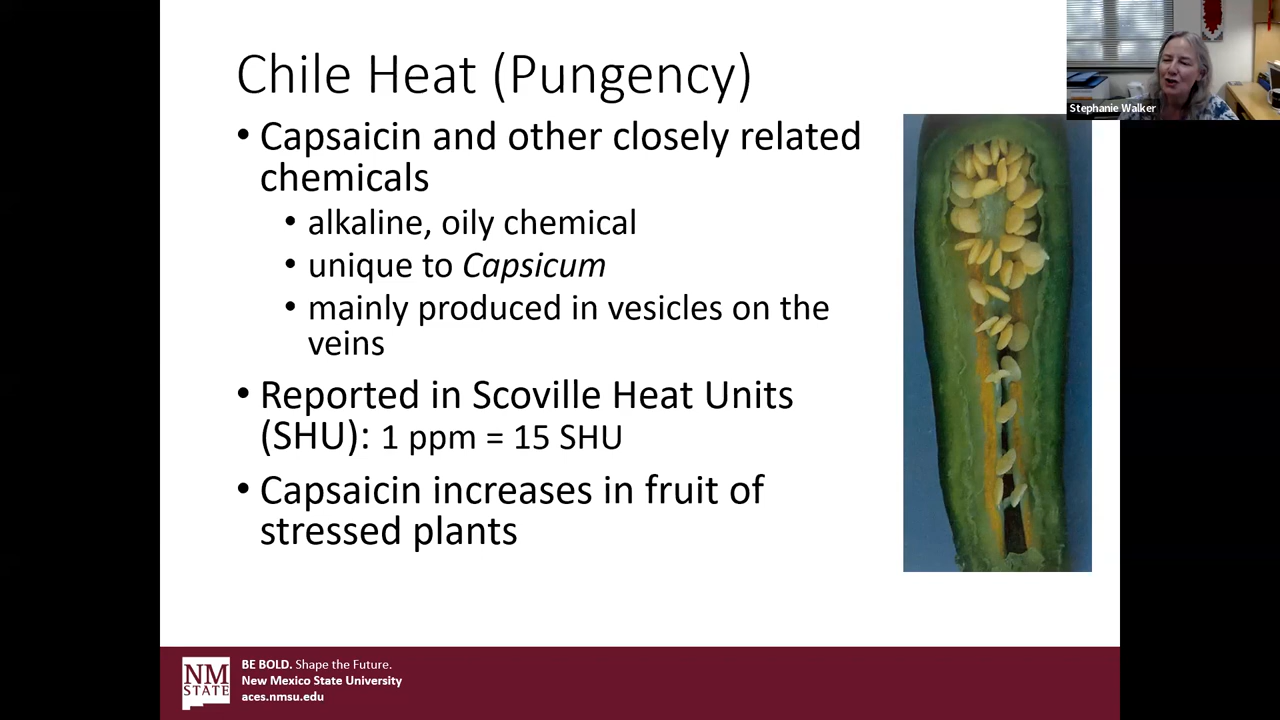 Chile Heat (Pungency)
• Capsaicin and other closely related
chemicals
• alkaline, oily chemical
• unique to Capsicum
• mainly produced in vesicles on the
veins
• Reported in Scoville Heat Units
(SHU): 1 ppm = 15 SHU
• Capsaicin increases in fruit of
stressed plants
Stephanie Walker
NM
STATE
BE BOLD. Shape the Future.
New Mexico State University
aces.nmsu.edu